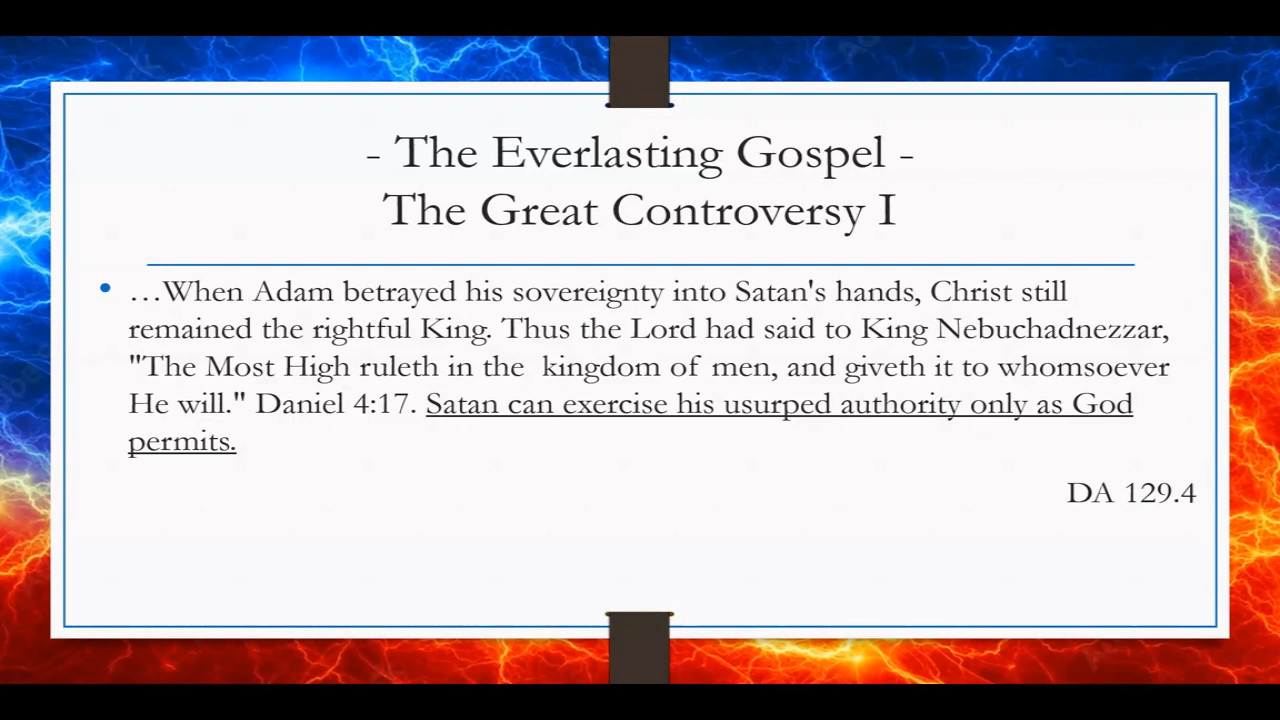 - The Everlasting Gospel -
The Great Controversy I
• …When Adam betrayed his sovereignty into Satan's hands, Christ still
remained the rightful King. Thus the Lord had said to King Nebuchadnezzar,
"The Most High ruleth in the  kingdom of men, and giveth it to whomsoever
He will." Daniel 4:17. Satan can exercise his usurped authority only as God
permits.
DA 129.4